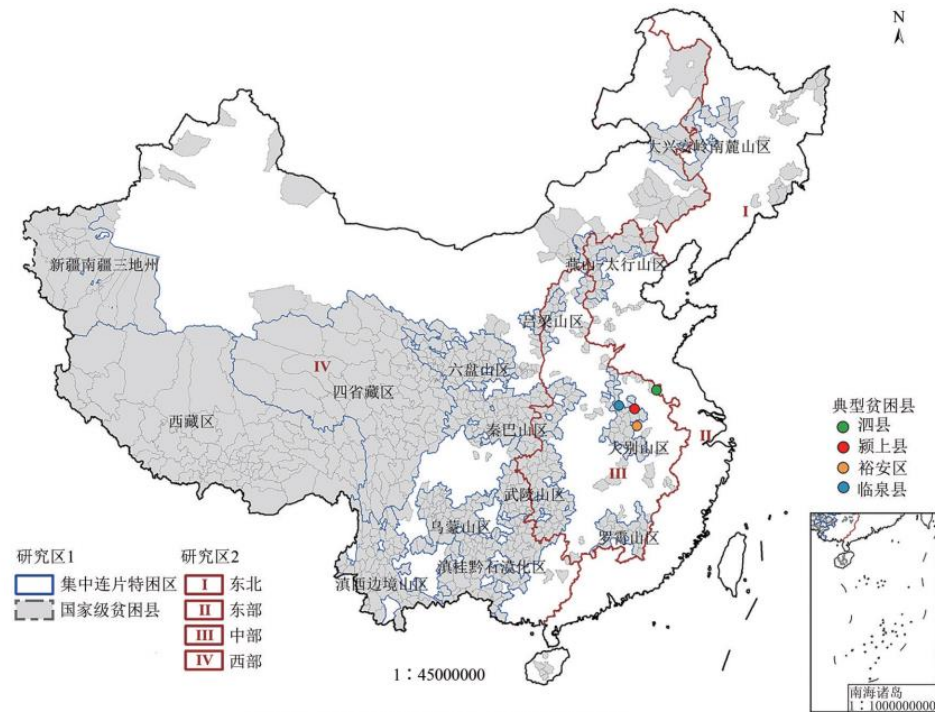 N
大兴安岭南麓山区
I
燕山-太行山区
新疆南疆三地州
吕梁山区
IV
六盘山区
四省藏区
西藏区
秦巴山区
大别山区
II
III
武陵山区
乌蒙山区
罗霄山区
滇桂黔石漠化区
滇西边境山区
典型贫困县
泗县
颍上县
裕安区
临泉县
研究区1
集中连片特困区
国家级贫困县
研究区2
I 东北
II 东部
III 中部
IV 西部
1：45000000
南海诸岛
1：1000000000